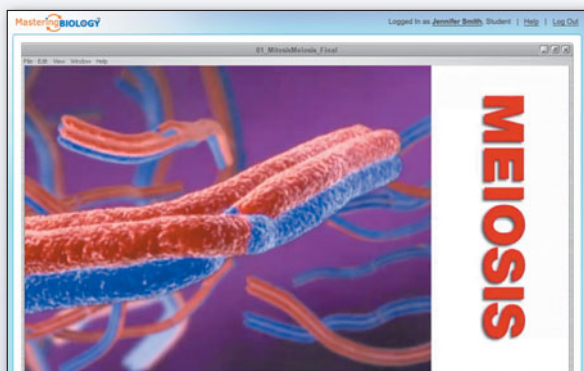 MasteringBIOLOGY®
Logged In as Jennifer Smith, Student | Help | Log Out
01_MitosisMeiosis_Final
File Edit View Window Help
MEIOSIS